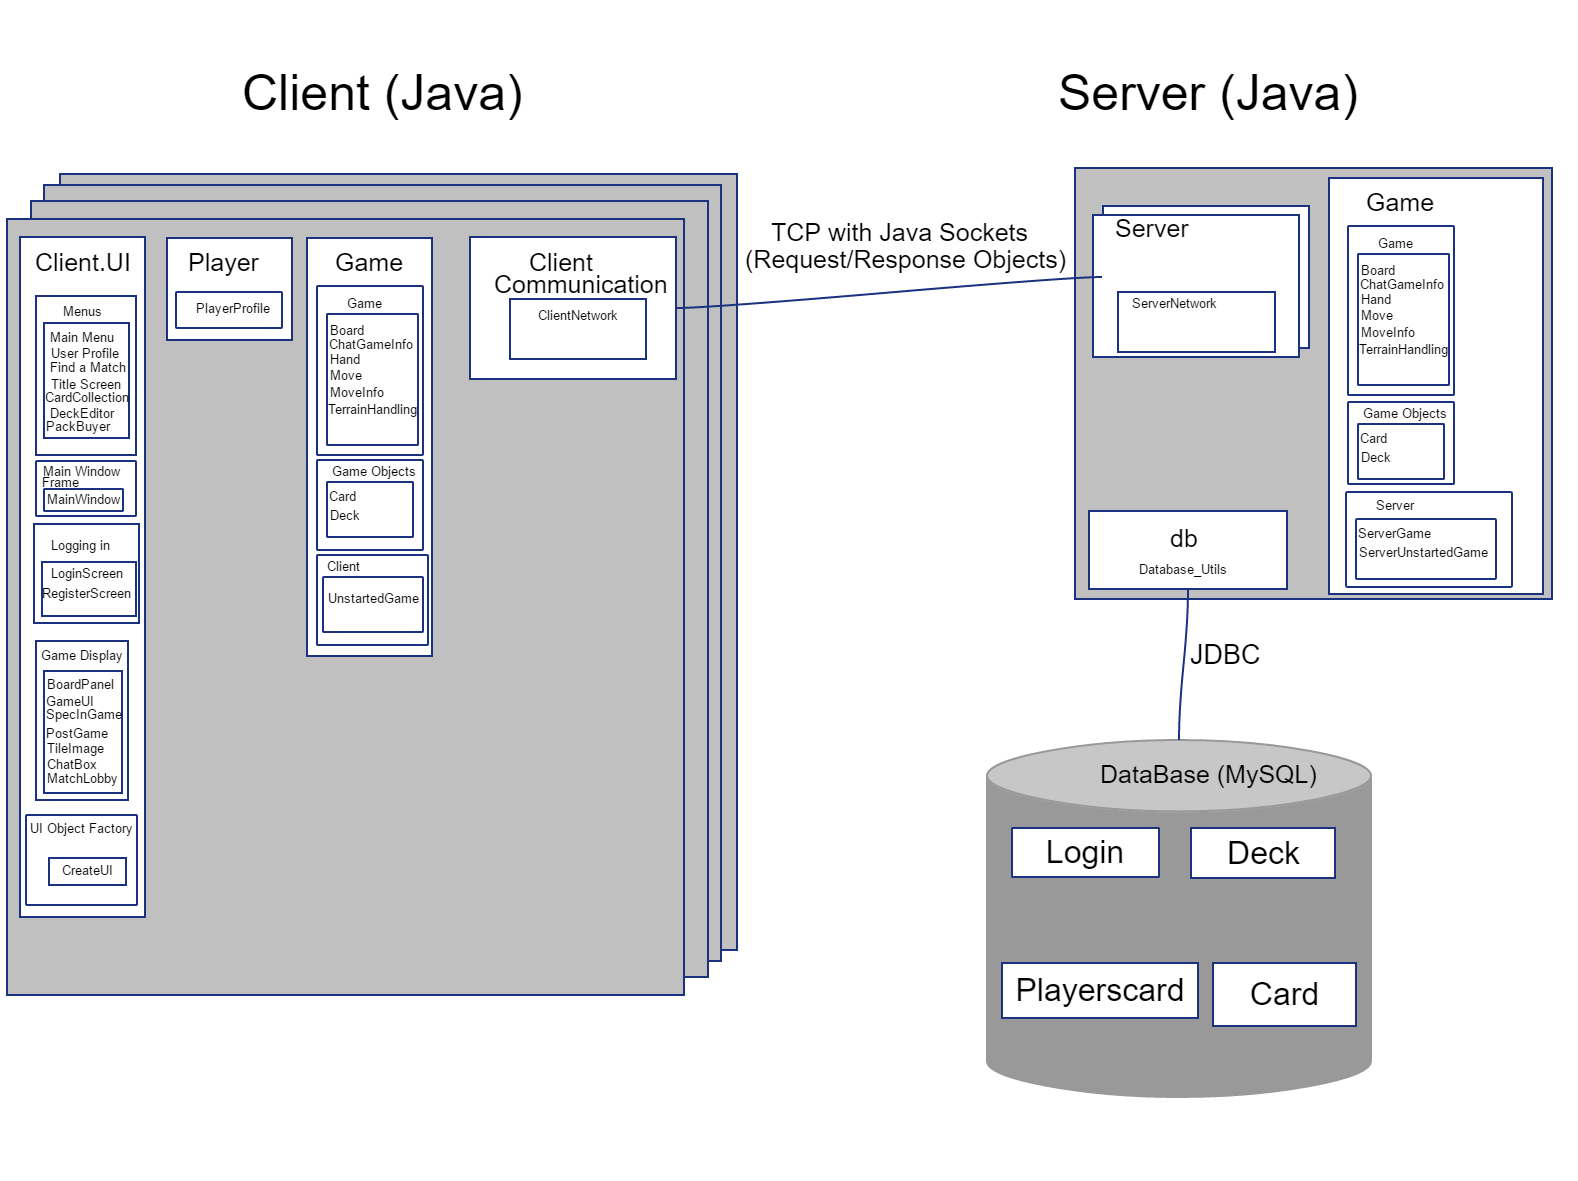 Client (Java)
Server (Java)
Client.UI
Menus
Main Menu
User Profile
Find a Match
Title Screen
CardCollection
DeckEditor
PackBuyer
Main Window
Frame
MainWindow
Logging in
LoginScreen
RegisterScreen
Game Display
BoardPanel
GameUI
SpecInGame
PostGame
TileImage
ChatBox
MatchLobby
UI Object Factory
CreateUI
Player
PlayerProfile
Game
Game
Board
ChatGameInfo
Hand
Move
MoveInfo
TerrainHandling
Game Objects
Card
Deck
Client
UnstartedGame
Client
Communication
ClientNetwork
TCP with Java Sockets
(Request/Response Objects)
Server
ServerNetwork
db
Database_Utils
Game
Game
Board
ChatGameInfo
Hand
Move
MoveInfo
TerrainHandling
Game Objects
Card
Deck
Server
ServerGame
ServerUnstartedGame
JDBC
DataBase (MySQL)
Login
Deck
Playerscard
Card